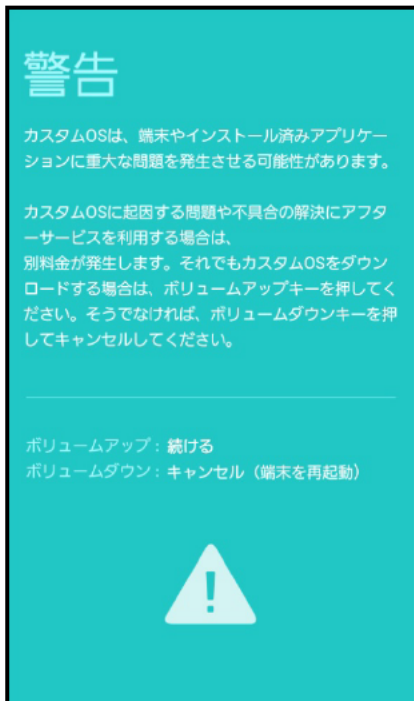 警告
カスタムOSは、端末やインストール済みアプリケー
ションに重大な問題を発生させる可能性があります。
カスタムOSに起因する問題や不具合の解決にアフタ
ーサービスを利用する場合は、
別料金が発生します。それでもカスタムOSをダウン
ロードする場合は、ボリュームアップキーを押してく
ださい。そうでなければ、ボリュームダウンキーを押
してキャンセルしてください。
ボリュームアップ：続ける
ボリュームダウン：キャンセル（端末を再起動）